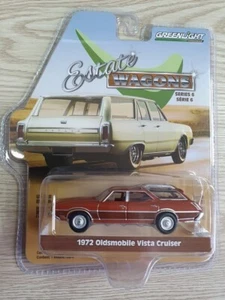 GREENLIGHT
Estate
WAGONS
SERIES 6
SÉRIE 6
1972 Oldsmobile Vista Cruiser